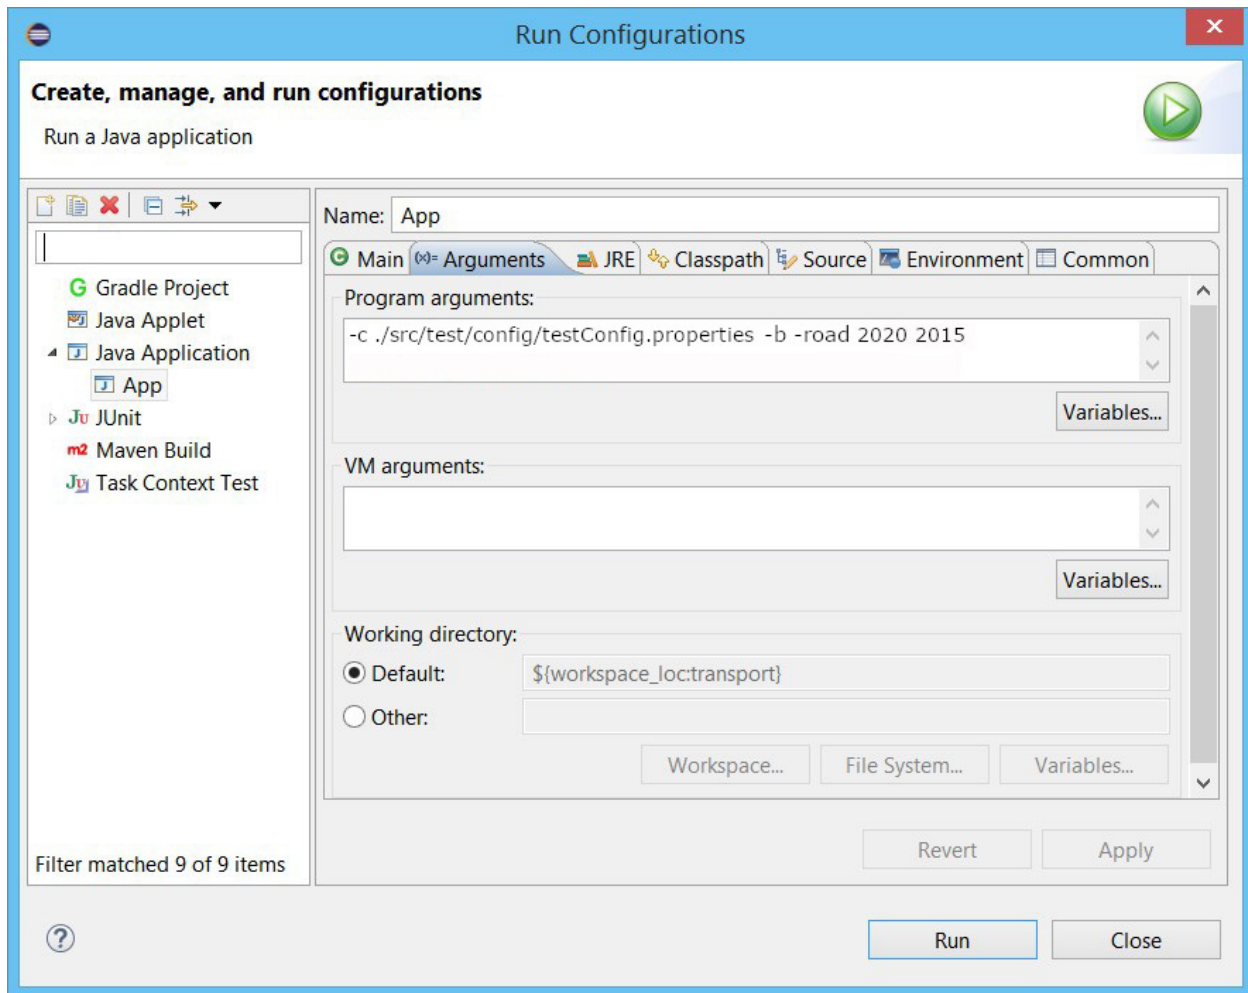 Run Configurations
Create, manage, and run configurations
Run a Java application
Name: App
Main (x)= Arguments JRE Classpath Source Environment Common
G Gradle Project
Java Applet
Java Application
App
Ju JUnit
m2 Maven Build
Ju Task Context Test
Filter matched 9 of 9 items
Program arguments:
-c ./src/test/config/testConfig.properties -b -road 2020 2015
Variables...
VM arguments:
Variables...
Working directory:
Default: ${workspace_loc:transport}
Other:
Workspace... File System... Variables...
Revert Apply
? Run Close